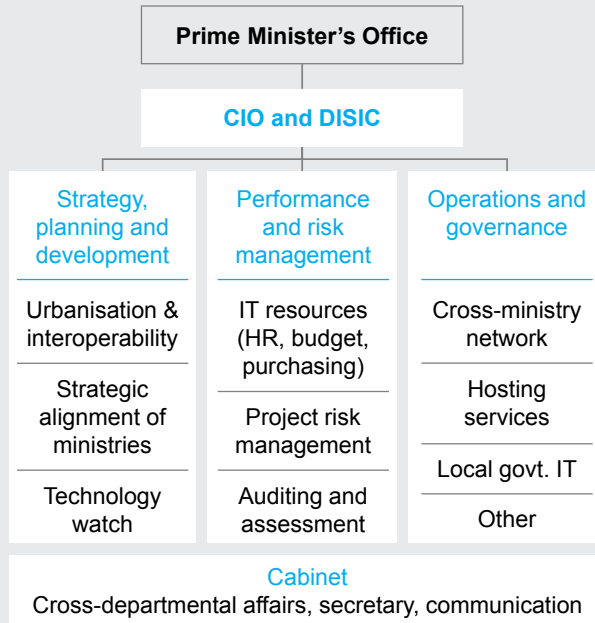 Prime Minister’s Office
CIO and DISIC
Strategy,
planning and
development
Urbanisation &
interoperability
Strategic
alignment of
ministries
Technology
watch
Performance
and risk
management
IT resources
(HR, budget,
purchasing)
Project risk
management
Auditing and
assessment
Operations and
governance
Cross-ministry
network
Hosting
services
Local govt. IT
Other
Cabinet
Cross-departmental affairs, secretary, communication